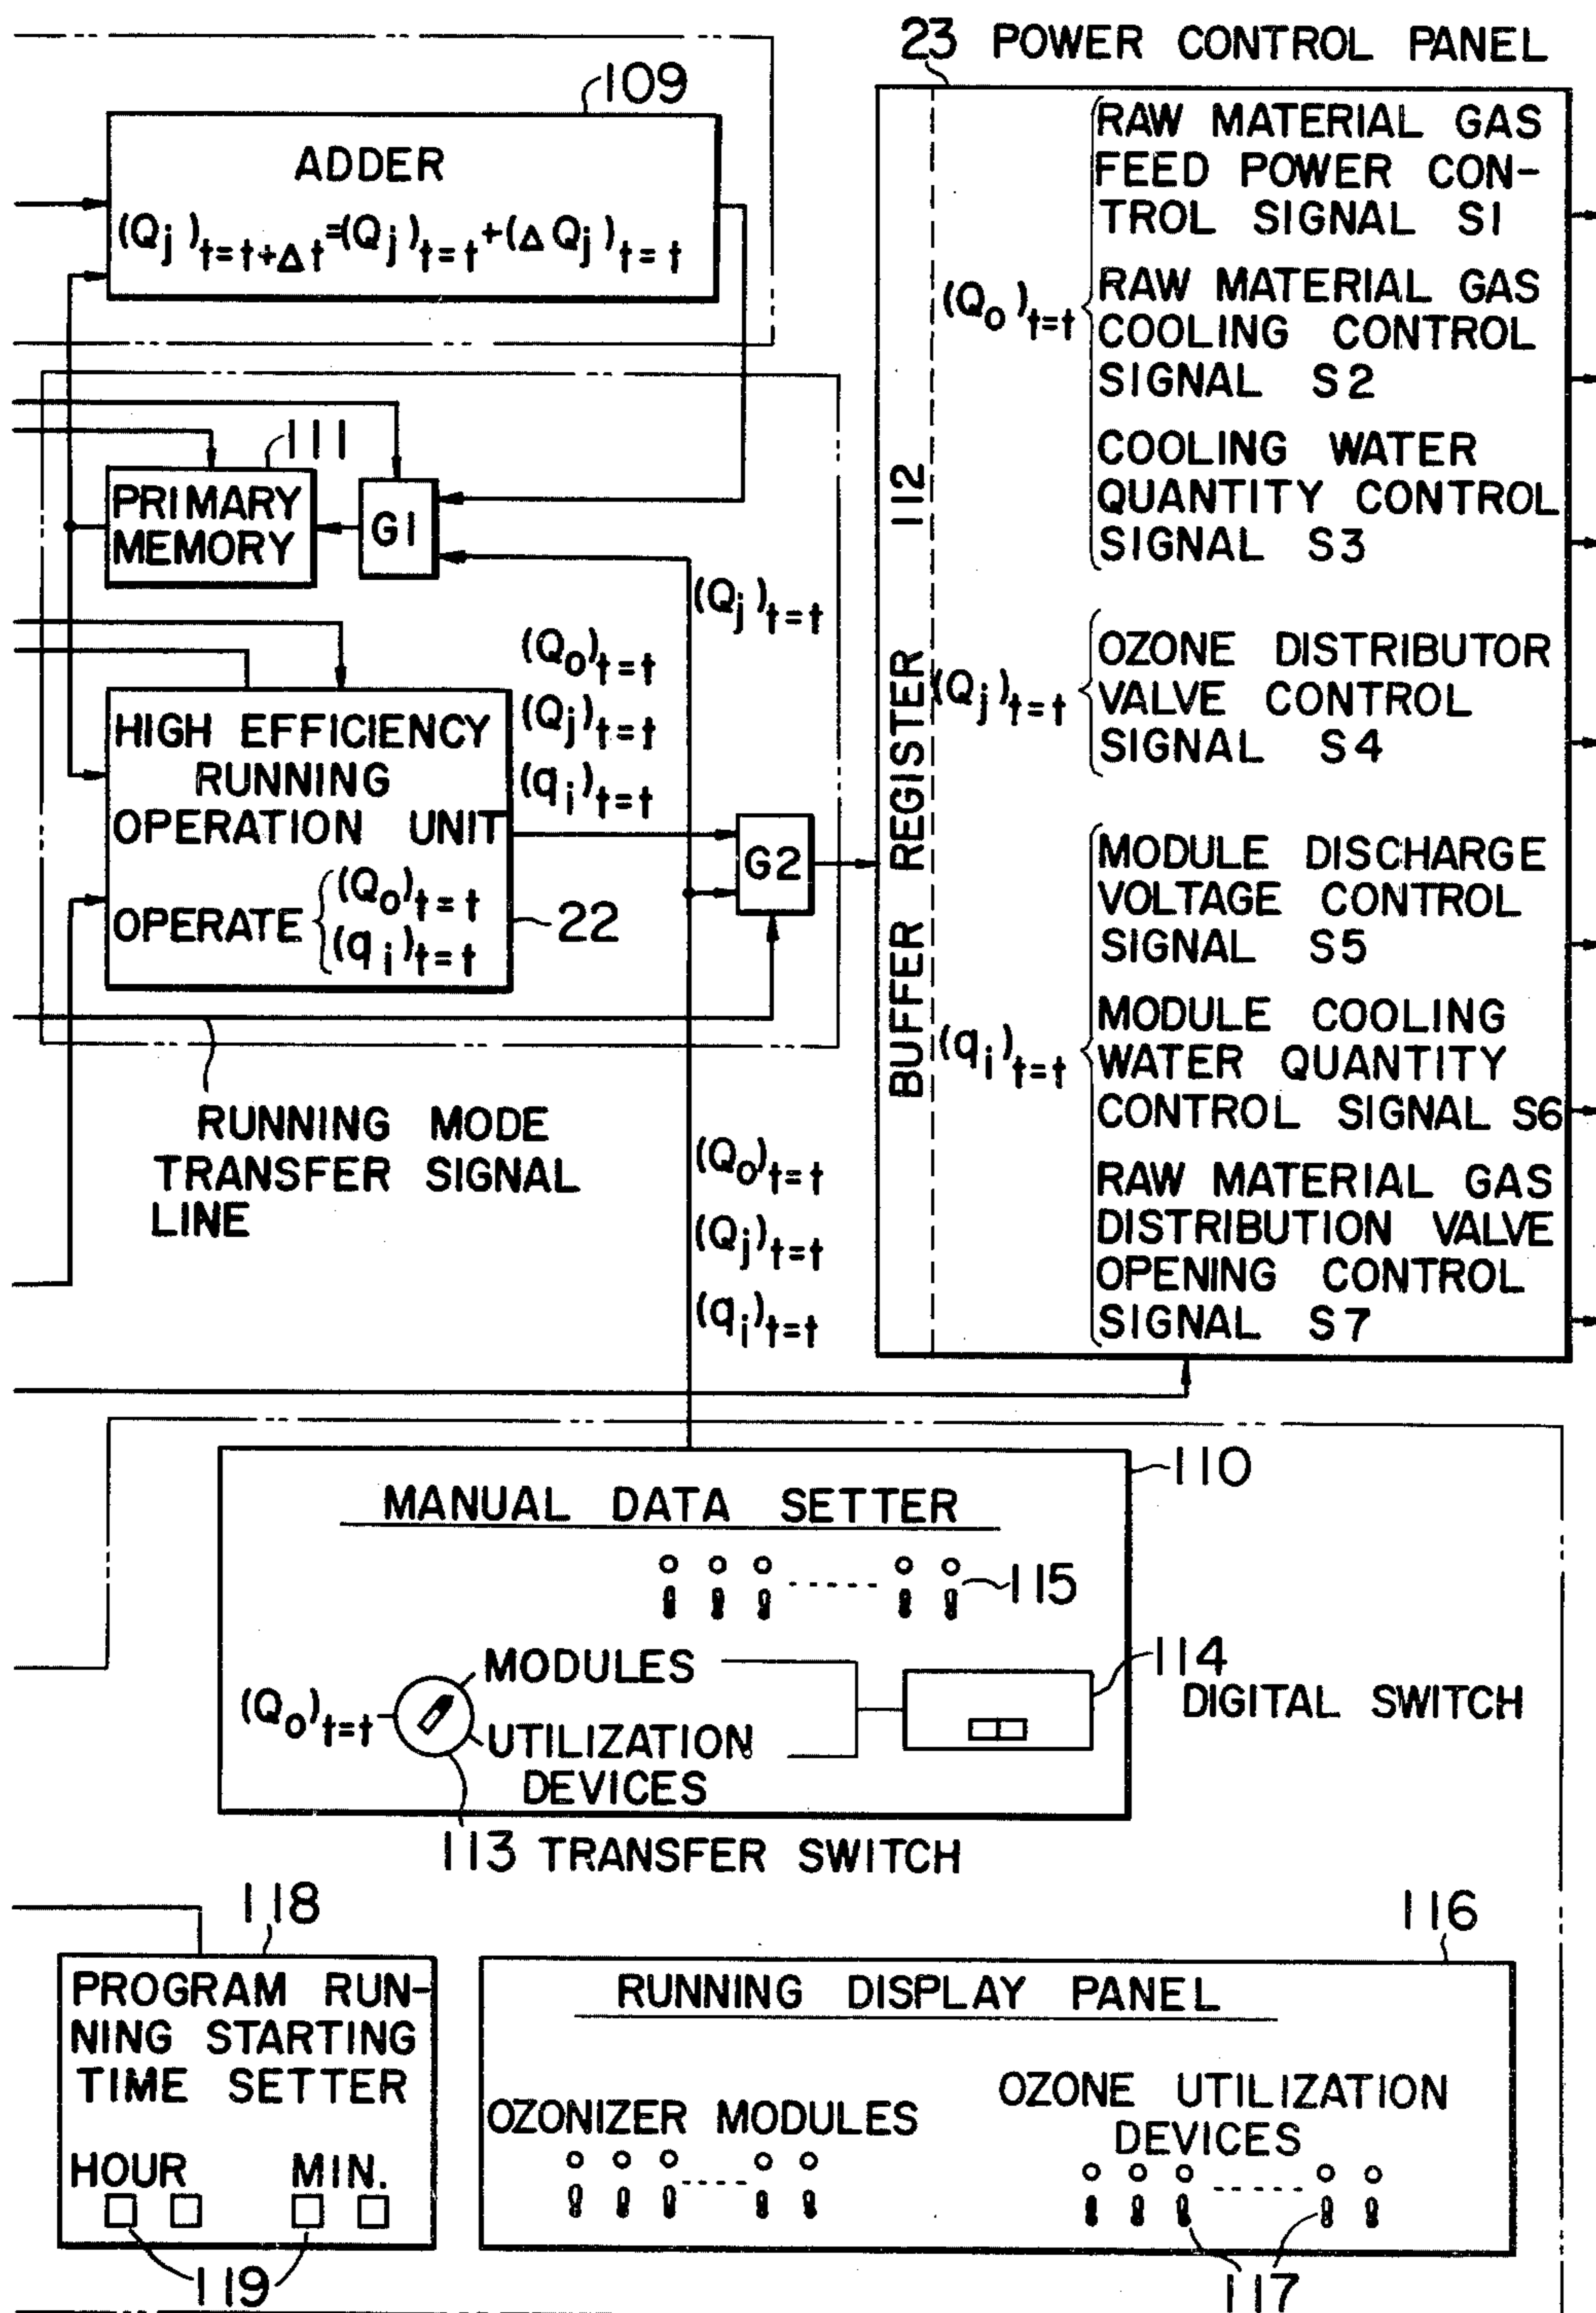 23 POWER CONTROL PANEL
109
ADDER
(Qj)t=t+Δt=(Qj)t=t+(ΔQj)t=t
111
PRIMARY
MEMORY
G1
(Qj)t=t
(Qo)t=t
(Qj)t=t
(qi)t=t
HIGH EFFICIENCY
RUNNING
OPERATION UNIT
OPERATE
(Qo)t=t
(qi)t=t
22
G2
RUNNING MODE
TRANSFER SIGNAL
LINE
(Qo)t=t
(Qj)t=t
(qi)t=t
BUFFER REGISTER 112
(Qo)t=t
RAW MATERIAL GAS
FEED POWER CON-
TROL SIGNAL S1
RAW MATERIAL GAS
COOLING CONTROL
SIGNAL S2
COOLING WATER
QUANTITY CONTROL
SIGNAL S3
(Qj)t=t
OZONE DISTRIBUTOR
VALVE CONTROL
SIGNAL S4
(qi)t=t
MODULE DISCHARGE
VOLTAGE CONTROL
SIGNAL S5
MODULE COOLING
WATER QUANTITY
CONTROL SIGNAL S6
RAW MATERIAL GAS
DISTRIBUTION VALVE
OPENING CONTROL
SIGNAL S7
110
MANUAL DATA SETTER
115
MODULES
(Qo)t=t
UTILIZATION
DEVICES
114
DIGITAL SWITCH
113 TRANSFER SWITCH
118
PROGRAM RUN-
NING STARTING
TIME SETTER
HOUR MIN.
119
116
RUNNING DISPLAY PANEL
OZONIZER MODULES
OZONE UTILIZATION
DEVICES
117